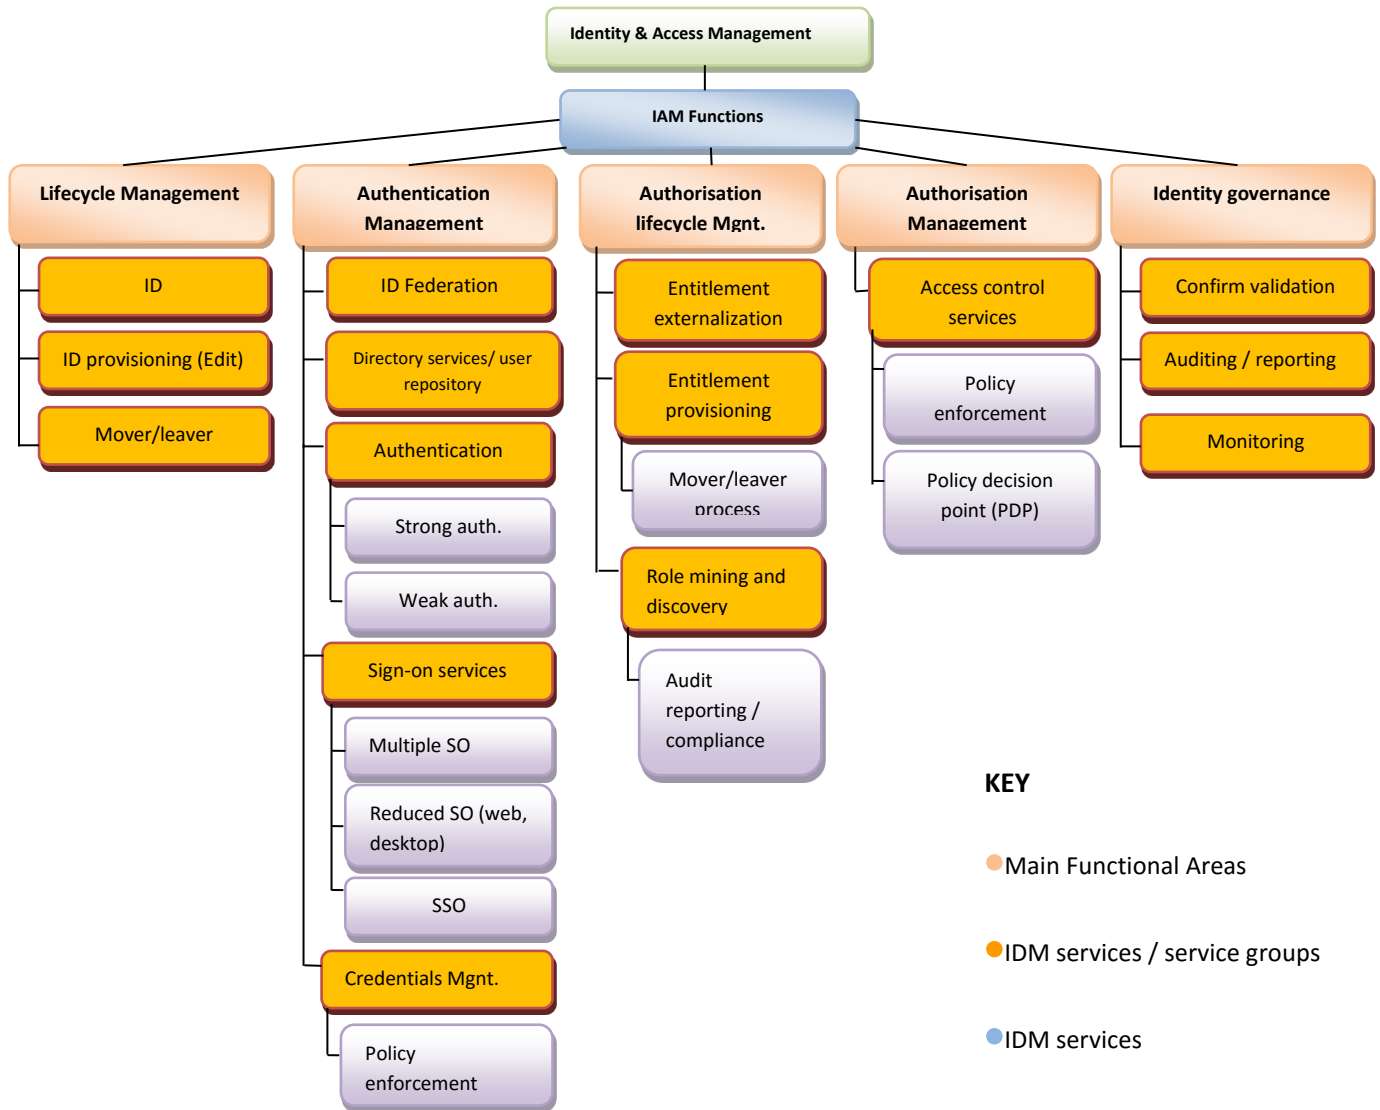 Identity & Access Management
IAM Functions
Lifecycle Management
ID
ID provisioning (Edit)
Mover/leaver
Authentication
Management
ID Federation
Directory services/ user
repository
Authentication
Strong auth.
Weak auth.
Sign-on services
Multiple SO
Reduced SO (web,
desktop)
SSO
Credentials Mgnt.
Policy
enforcement
Authorisation
lifecycle Mgnt.
Entitlement
externalization
Entitlement
provisioning
Mover/leaver
process
Role mining and
discovery
Audit
reporting /
compliance
Authorisation
Management
Access control
services
Policy
enforcement
Policy decision
point (PDP)
Identity governance
Confirm validation
Auditing / reporting
Monitoring
KEY
Main Functional Areas
IDM services / service groups
IDM services